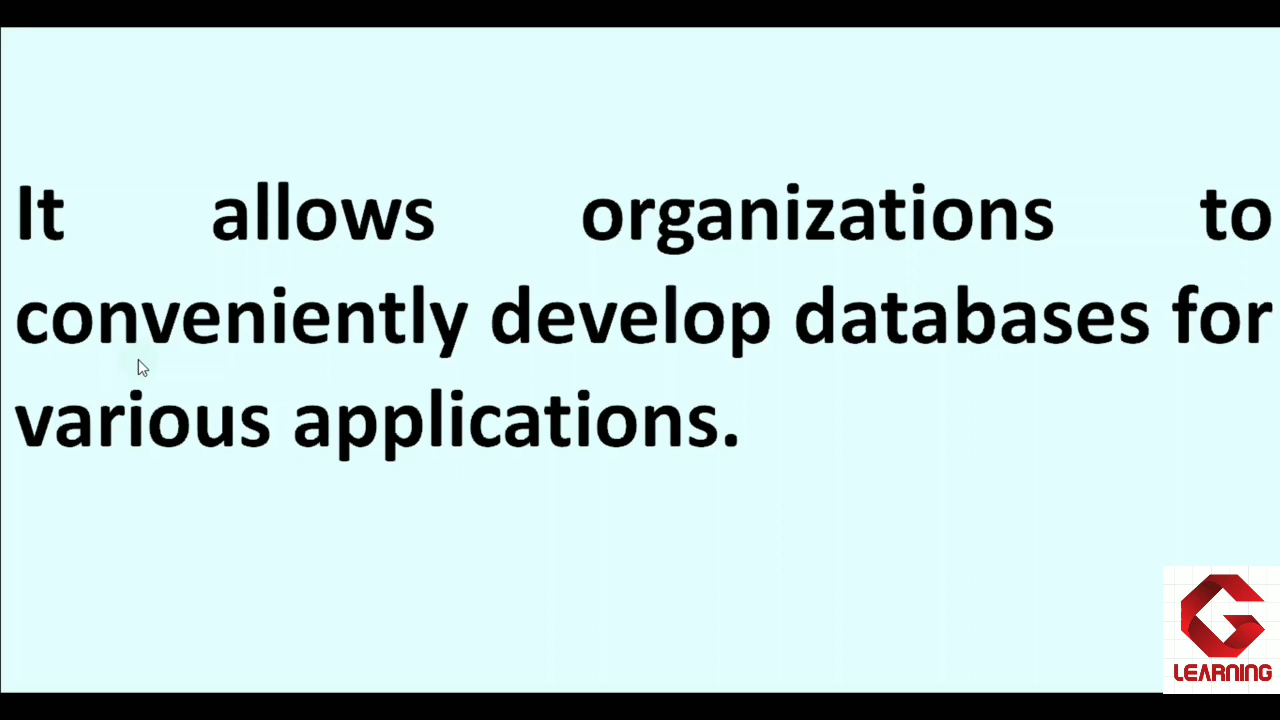 It allows organizations to
conveniently develop databases for
various applications.
LEARNING